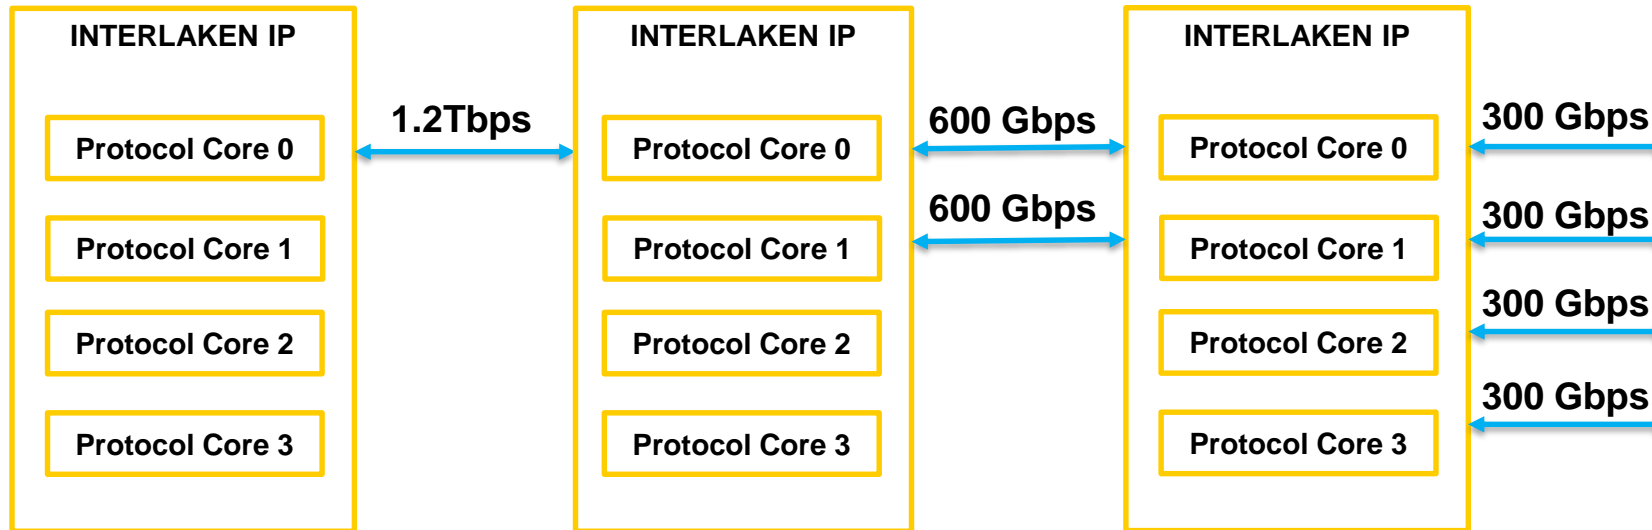 INTERLAKEN IP
Protocol Core 0
Protocol Core 1
Protocol Core 2
Protocol Core 3
1.2Tbps
INTERLAKEN IP
Protocol Core 0
Protocol Core 1
Protocol Core 2
Protocol Core 3
600 Gbps
600 Gbps
INTERLAKEN IP
Protocol Core 0
Protocol Core 1
Protocol Core 2
Protocol Core 3
300 Gbps
300 Gbps
300 Gbps
300 Gbps